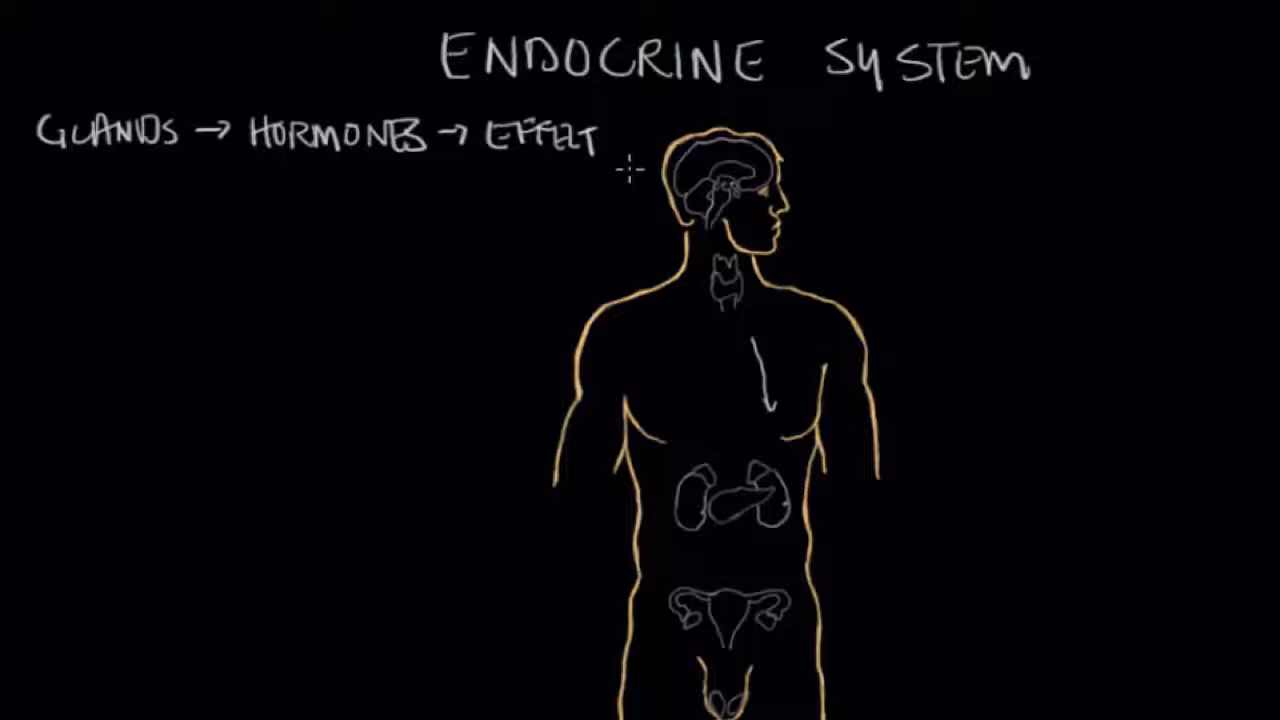 ENDOCRINE SYSTEM
GLANDS → HORMONES → EFFECT